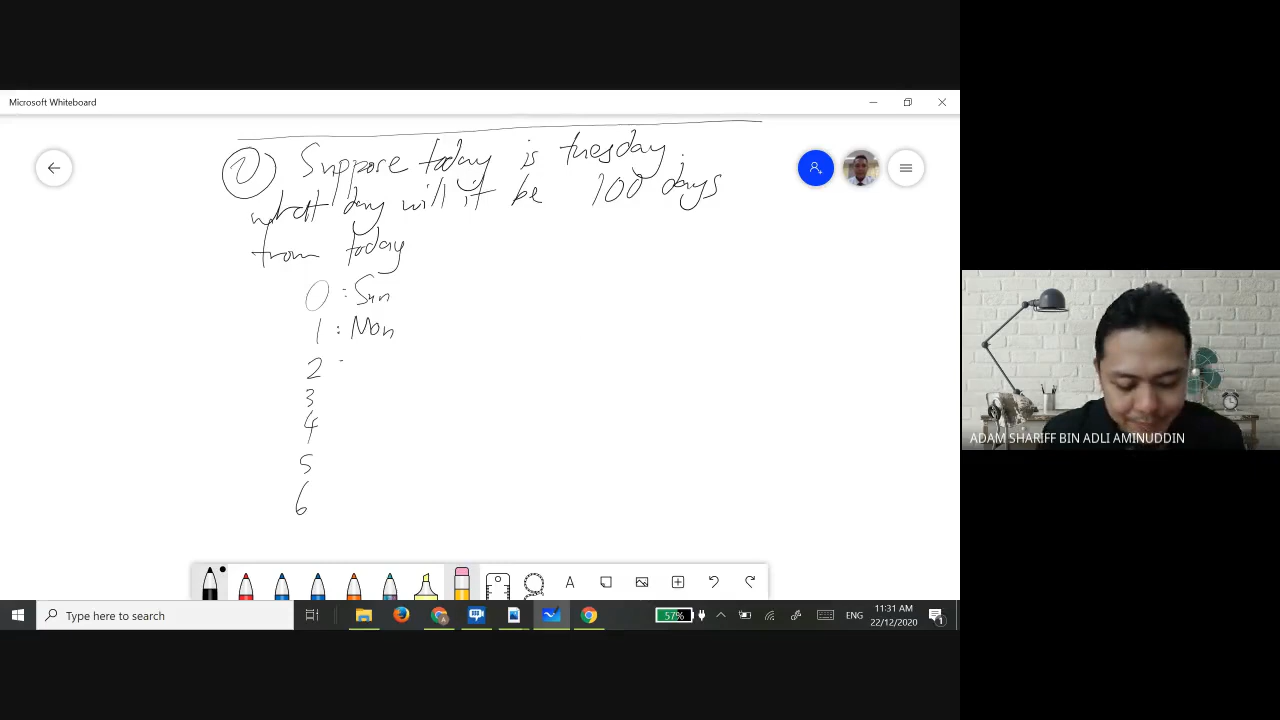 Microsoft Whiteboard
② Suppose today is tuesday.
what day will it be 100 days
from today
0 : Sun
1 : Mon
2 :
3
4
5
6
ADAM SHARIFF BIN ADLI AMINUDDIN
A
Type here to search
57%
ENG
11:31 AM
22/12/2020